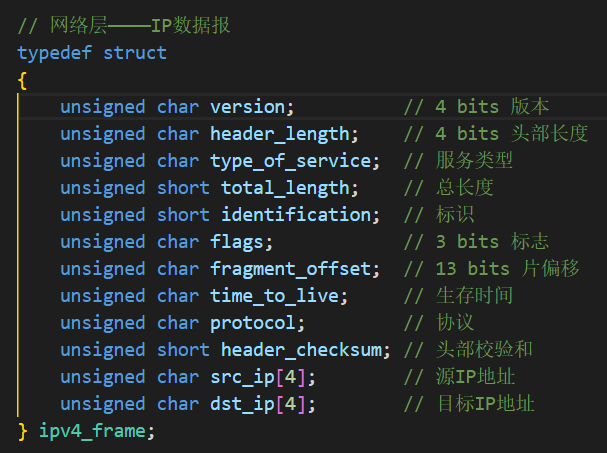 // 网络层————IP数据报
typedef struct
{
    unsigned char version;          // 4 bits 版本
    unsigned char header_length;    // 4 bits 头部长度
    unsigned char type_of_service;  // 服务类型
    unsigned short total_length;    // 总长度
    unsigned short identification;  // 标识
    unsigned char flags;            // 3 bits 标志
    unsigned char fragment_offset;  // 13 bits 片偏移
    unsigned char time_to_live;     // 生存时间
    unsigned char protocol;         // 协议
    unsigned short header_checksum; // 头部校验和
    unsigned char src_ip[4];        // 源IP地址
    unsigned char dst_ip[4];        // 目标IP地址
} ipv4_frame;